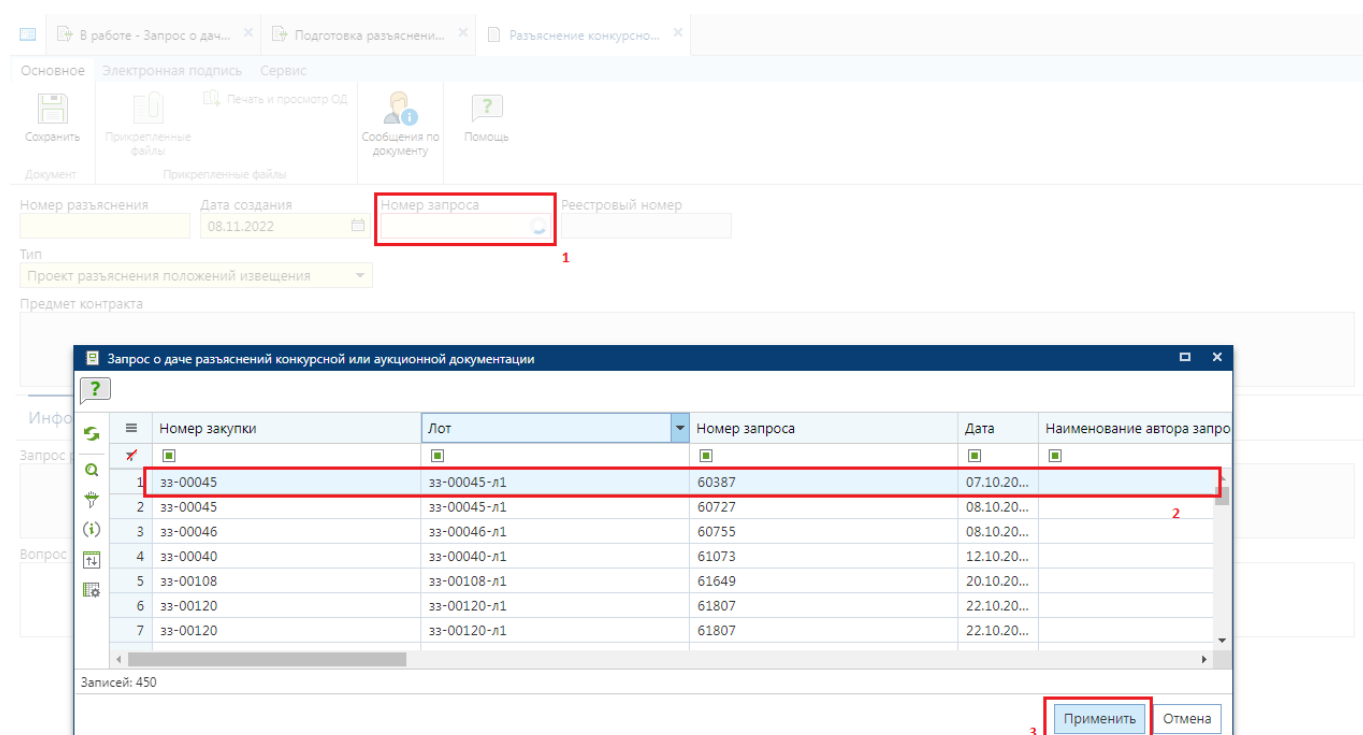 В работе - Запрос о дач...
Подготовка разъяснени...
Разъяснение конкурсно...
Основное Электронная подпись Сервис
Печать и просмотр ОД
Сохранить
Прикрепленные файлы
Сообщения по документу
Помощь
Документ
Прикрепленные файлы
Номер разъяснения
Дата создания
Номер запроса
Реестровый номер
08.11.2022
1
Тип
Проект разъяснения положений извещения
Предмет контракта
Запрос о даче разъяснений конкурсной или аукционной документации
?
Инфо
Номер закупки Лот Номер запроса Дата Наименование автора запро
Запрос р
1 зз-00045 зз-00045-л1 60387 07.10.20...
2 зз-00045 зз-00045-л1 60727 08.10.20...
2
3 зз-00046 зз-00046-л1 60755 08.10.20...
Вопрос
4 зз-00040 зз-00040-л1 61073 12.10.20...
5 зз-00108 зз-00108-л1 61649 20.10.20...
6 зз-00120 зз-00120-л1 61807 22.10.20...
7 зз-00120 зз-00120-л1 61807 22.10.20...
Записей: 450
Применить Отмена
3